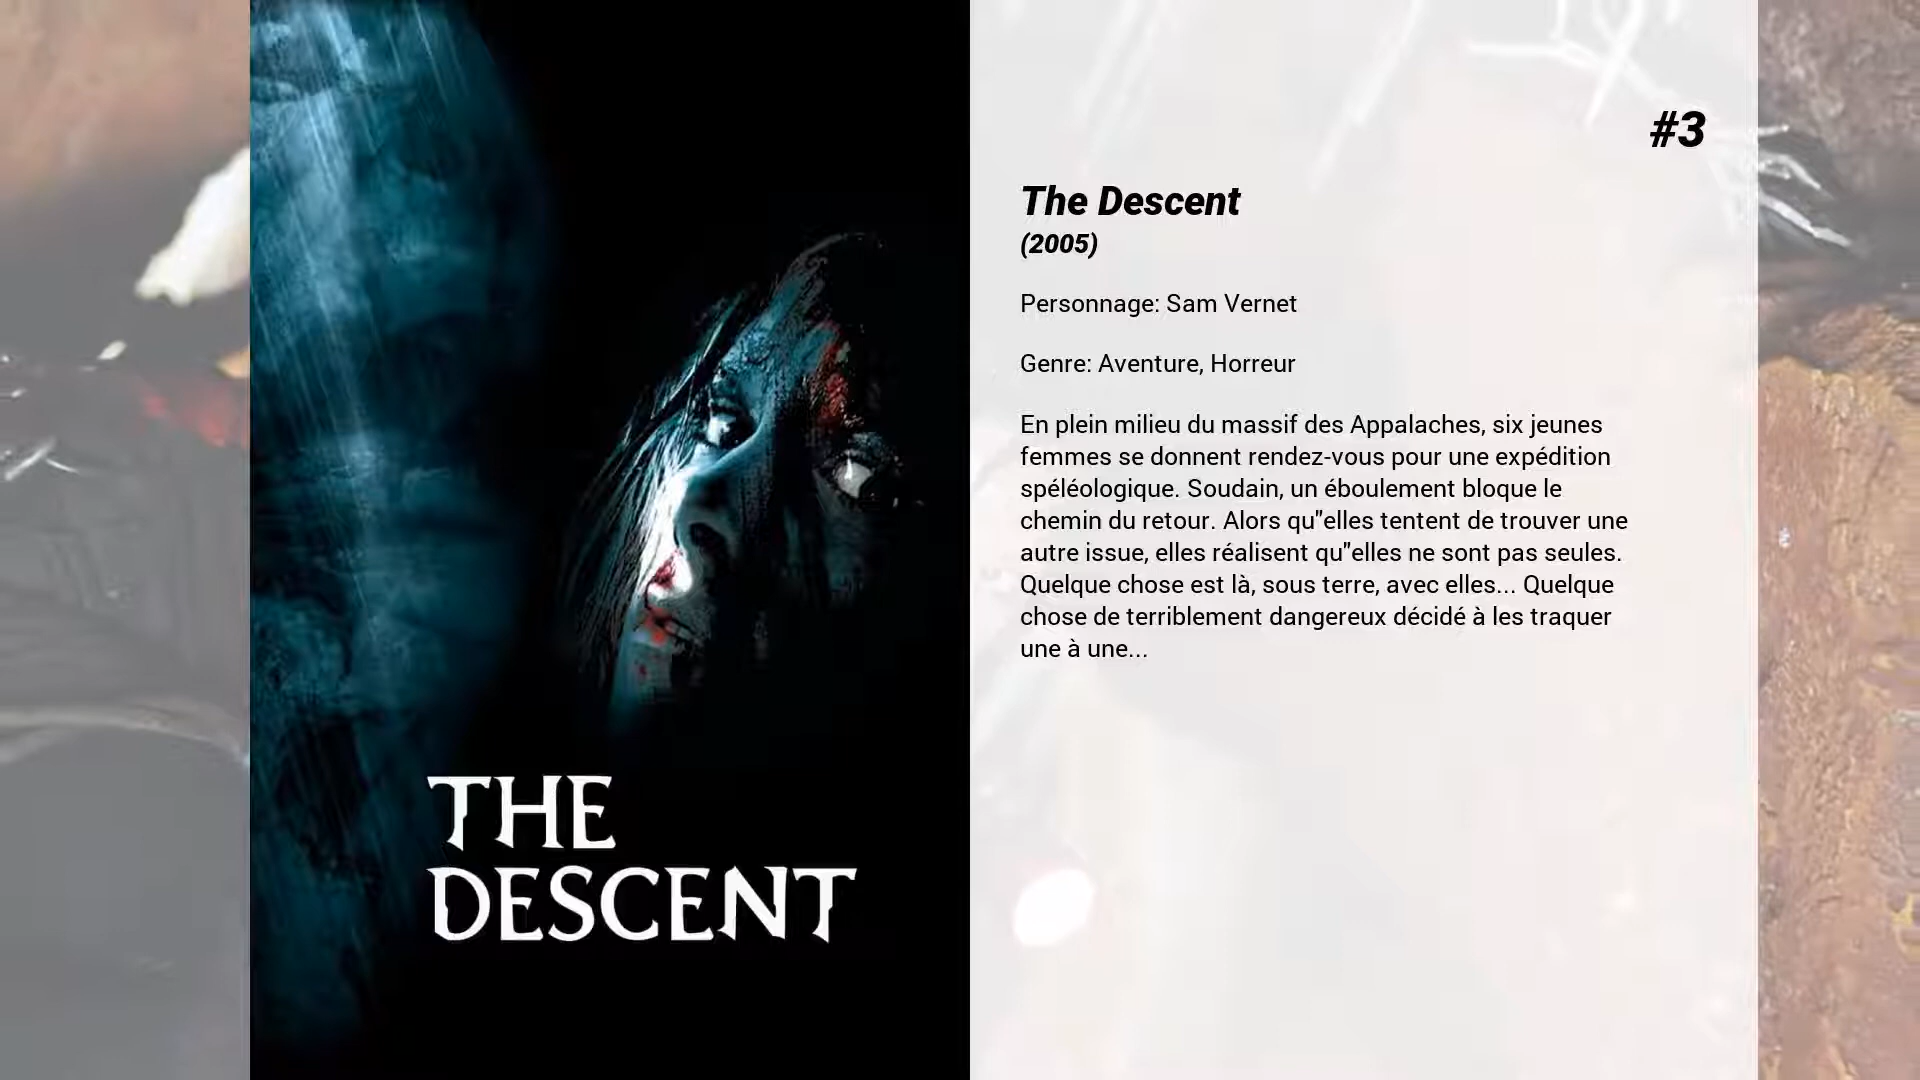 THE
DESCENT
#3
The Descent
(2005)
Personnage: Sam Vernet
Genre: Aventure, Horreur
En plein milieu du massif des Appalaches, six jeunes
femmes se donnent rendez-vous pour une expédition
spéléologique. Soudain, un éboulement bloque le
chemin du retour. Alors qu"elles tentent de trouver une
autre issue, elles réalisent qu"elles ne sont pas seules.
Quelque chose est là, sous terre, avec elles... Quelque
chose de terriblement dangereux décidé à les traquer
une à une...